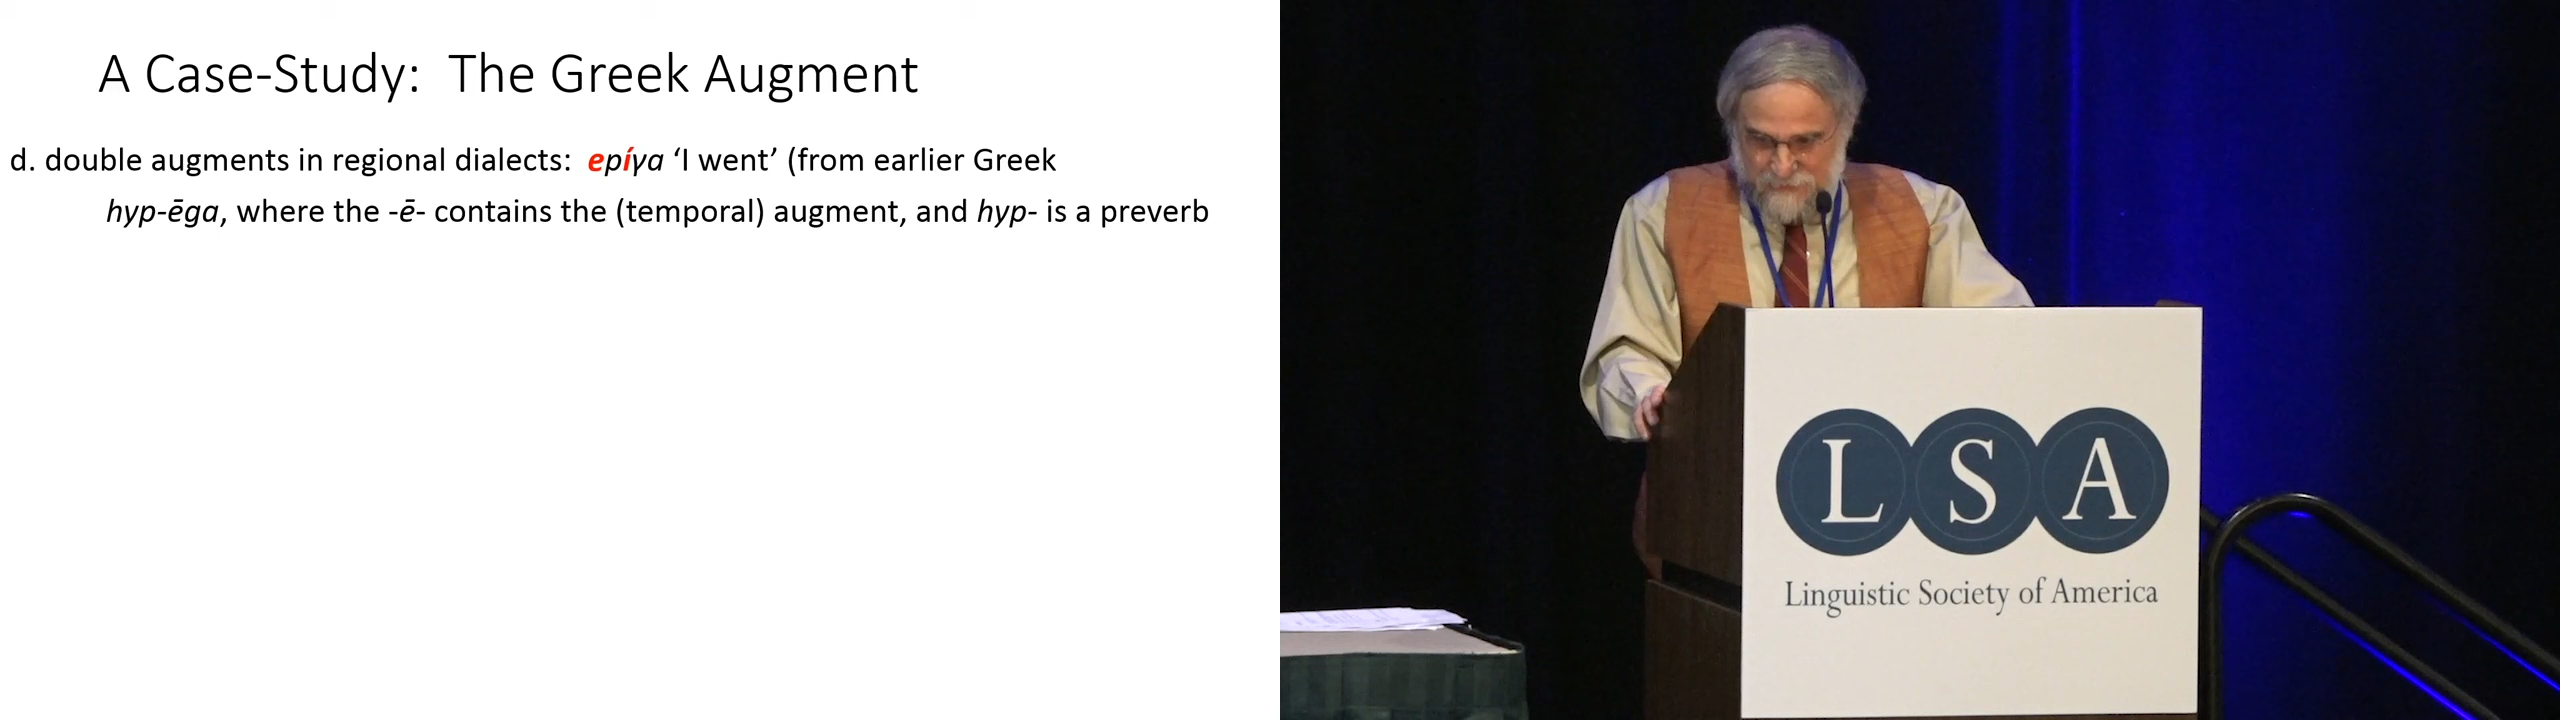 A Case-Study: The Greek Augment
d. double augments in regional dialects: epíγa ‘I went’ (from earlier Greek
hyp-ēga, where the -ē- contains the (temporal) augment, and hyp- is a preverb
L S A
Linguistic Society of America